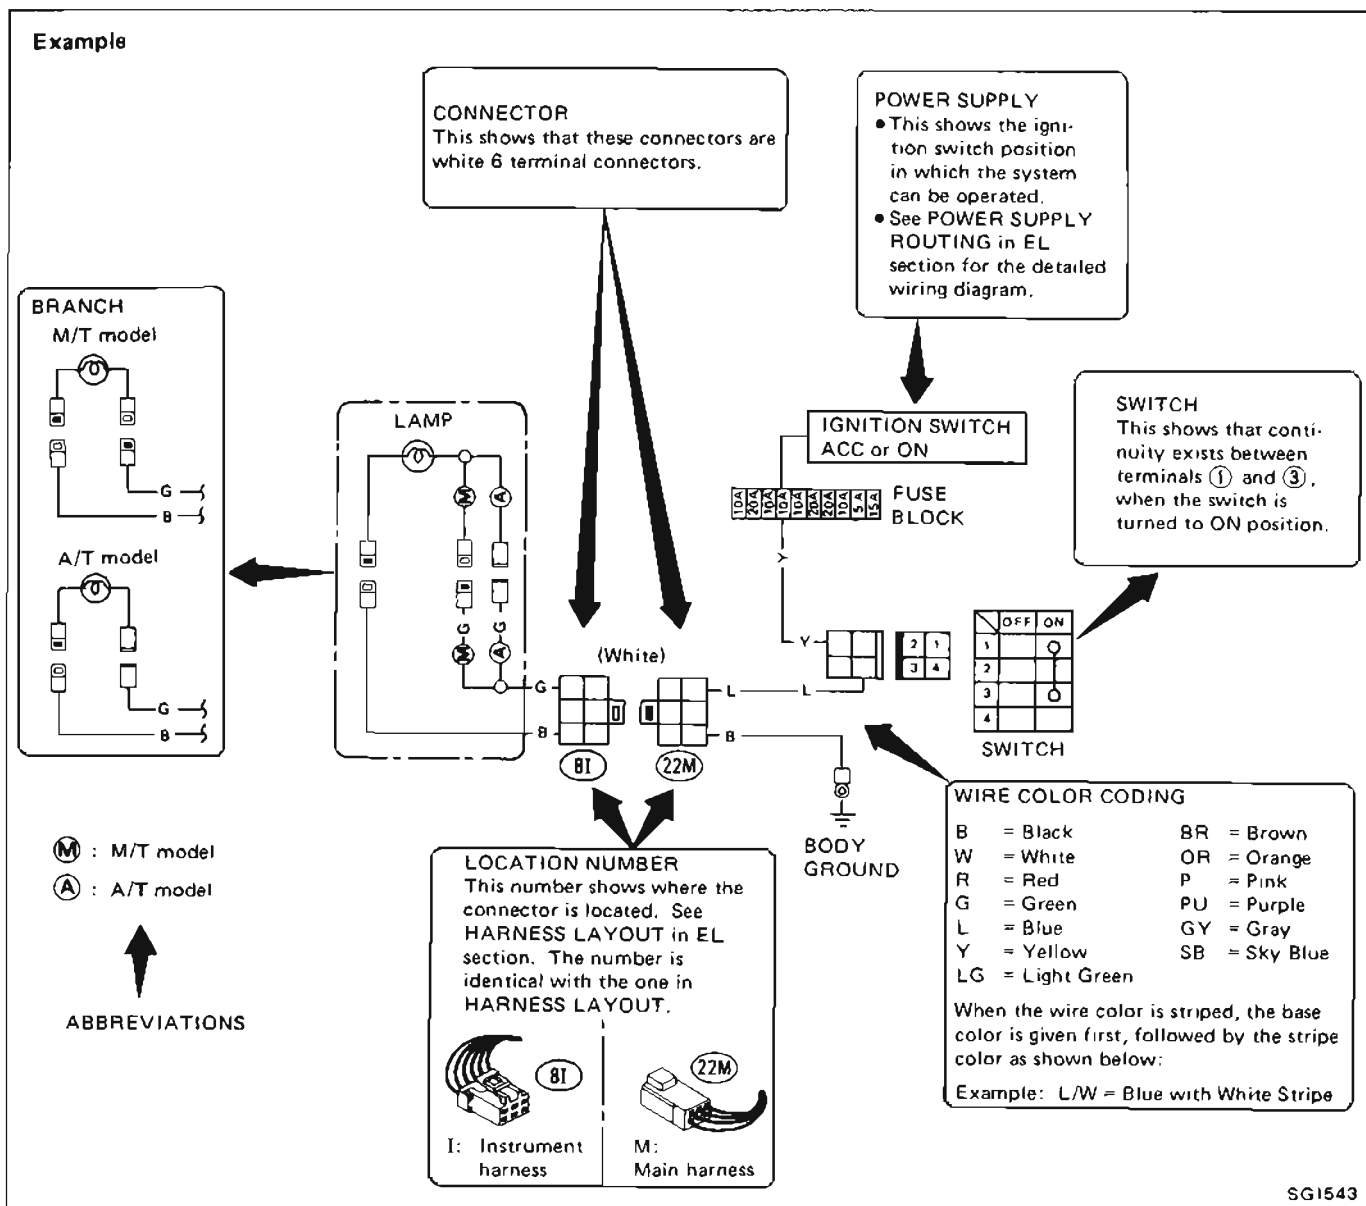 Example
CONNECTOR
This shows that these connectors are
white 6 terminal connectors.
POWER SUPPLY
• This shows the igni-
tion switch position
in which the system
can be operated.
• See POWER SUPPLY
ROUTING in EL
section for the detailed
wiring diagram.
BRANCH
M/T model
G
B
A/T model
G
B
LAMP
M
A
G
G
M
A
G
B
(White)
8I
22M
L
L
B
IGNITION SWITCH
ACC or ON
10A
20A
10A
10A
10A
20A
20A
10A
5A
15A
FUSE
BLOCK
Y
Y
2 1
3 4
OFF ON
1
2
3
4
SWITCH
SWITCH
This shows that conti-
nuity exists between
terminals ① and ③,
when the switch is
turned to ON position.
BODY
GROUND
Ⓜ : M/T model
Ⓐ : A/T model
ABBREVIATIONS
LOCATION NUMBER
This number shows where the
connector is located. See
HARNESS LAYOUT in EL
section. The number is
identical with the one in
HARNESS LAYOUT.
8I
22M
I: Instrument
harness
M:
Main harness
WIRE COLOR CODING
B = Black BR = Brown
W = White OR = Orange
R = Red P = Pink
G = Green PU = Purple
L = Blue GY = Gray
Y = Yellow SB = Sky Blue
LG = Light Green
When the wire color is striped, the base
color is given first, followed by the stripe
color as shown below:
Example: L/W = Blue with White Stripe
SGI543